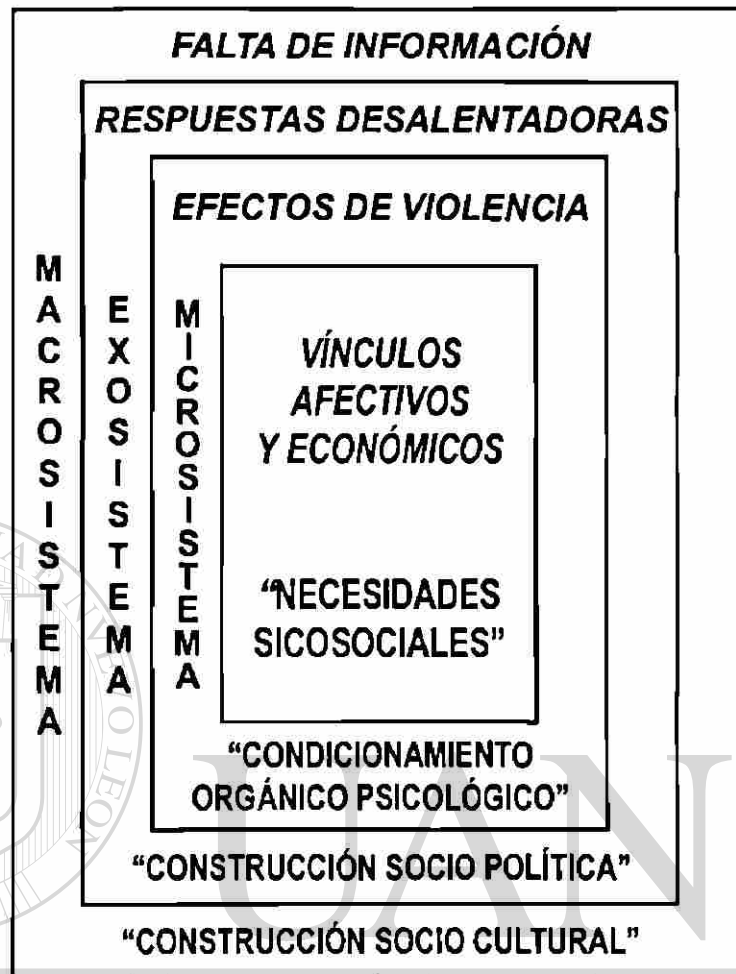 FALTA DE INFORMACIÓN
RESPUESTAS DESALENTADORAS
EFECTOS DE VIOLENCIA
MACROSISTEMA
EXOSISTEMA
MICROSISTEMA
VÍNCULOS
AFECTIVOS
Y ECONÓMICOS
“NECESIDADES
SICOSOCIALES”
“CONDICIONAMIENTO
ORGÁNICO PSICOLÓGICO”
“CONSTRUCCIÓN SOCIO POLÍTICA”
“CONSTRUCCIÓN SOCIO CULTURAL”
UAN